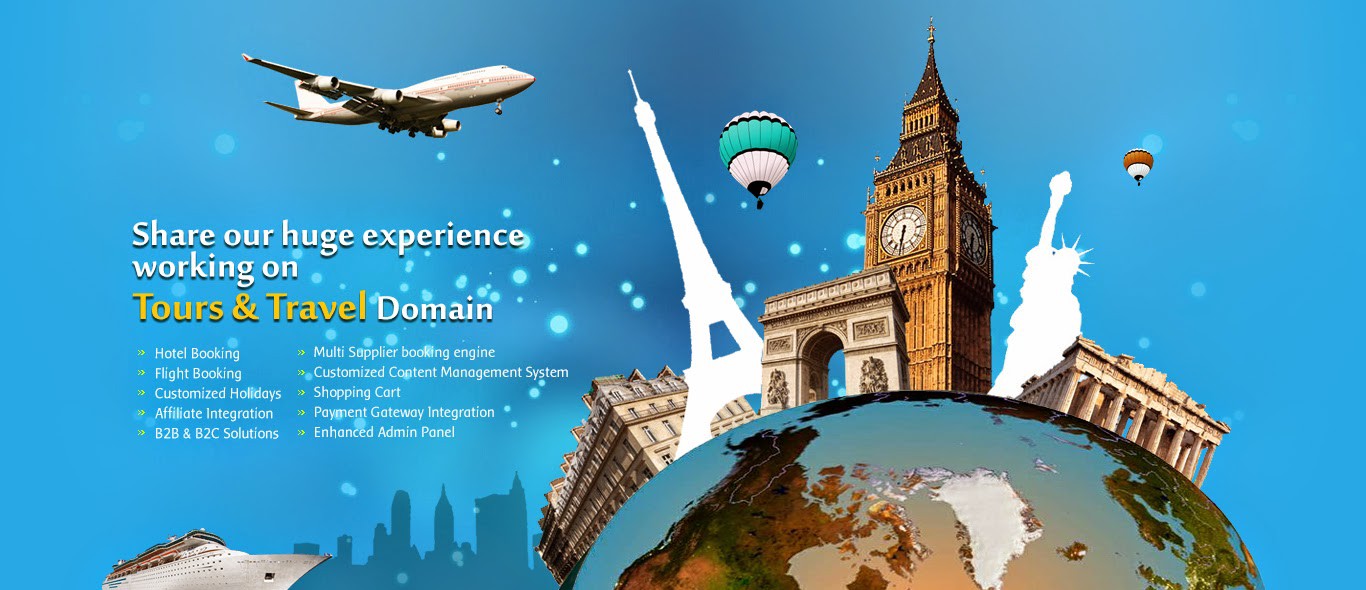 Share our huge experience
working on
Tours & Travel Domain
» Hotel Booking
» Flight Booking
» Customized Holidays
» Affiliate Integration
» B2B & B2C Solutions
» Multi Supplier booking engine
» Customized Content Management System
» Shopping Cart
» Payment Gateway Integration
» Enhanced Admin Panel